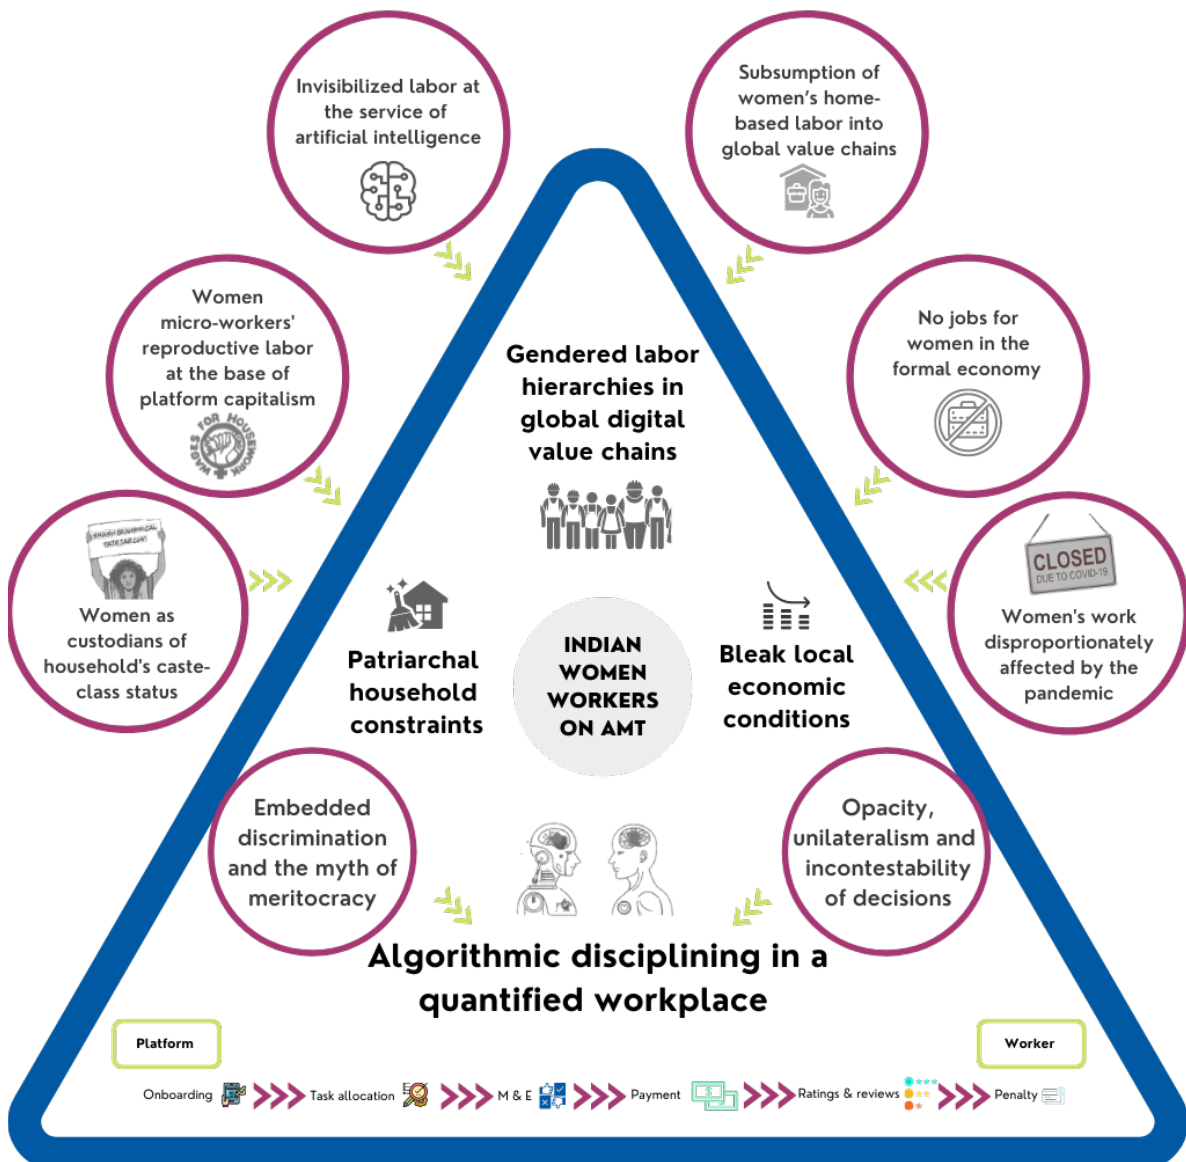 Invisibilized labor at
the service of
artificial intelligence
Subsumption of
women's home-
based labor into
global value chains
Women
micro-workers'
reproductive labor
at the base of
platform capitalism
WAGES FOR HOUSEWORK
No jobs for
women in the
formal economy
Gendered labor
hierarchies in
global digital
value chains
SMASH BRAHMINICAL
PATRIARCHY!
Women as
custodians of
household's caste-
class status
CLOSED
DUE TO COVID-19
Women's work
disproportionately
affected by the
pandemic
Patriarchal
household
constraints
INDIAN
WOMEN
WORKERS
ON AMT
Bleak local
economic
conditions
Embedded
discrimination
and the myth of
meritocracy
Opacity,
unilateralism and
incontestability
of decisions
Algorithmic disciplining in a
quantified workplace
Platform
Worker
Onboarding
Task allocation
M & E
Payment
Ratings & reviews
Penalty